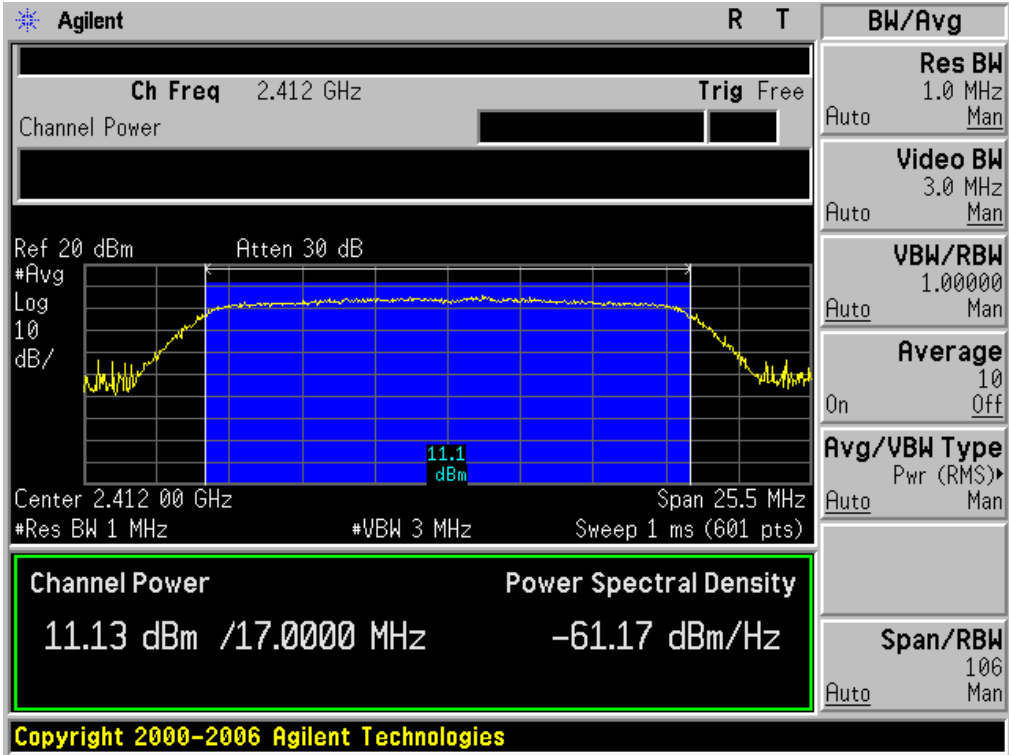 Agilent R T
BW/Avg
Ch Freq 2.412 GHz Trig Free
Channel Power
Ref 20 dBm Atten 30 dB
#Avg
Log
10
dB/
11.1
dBm
Center 2.412 00 GHz Span 25.5 MHz
#Res BW 1 MHz #VBW 3 MHz Sweep 1 ms (601 pts)
Channel Power Power Spectral Density
11.13 dBm /17.0000 MHz -61.17 dBm/Hz
Copyright 2000-2006 Agilent Technologies
Res BW
1.0 MHz
Auto Man
Video BW
3.0 MHz
Auto Man
VBW/RBW
1.00000
Auto Man
Average
10
On Off
Avg/VBW Type
Pwr (RMS)▸
Auto Man
Span/RBW
106
Auto Man